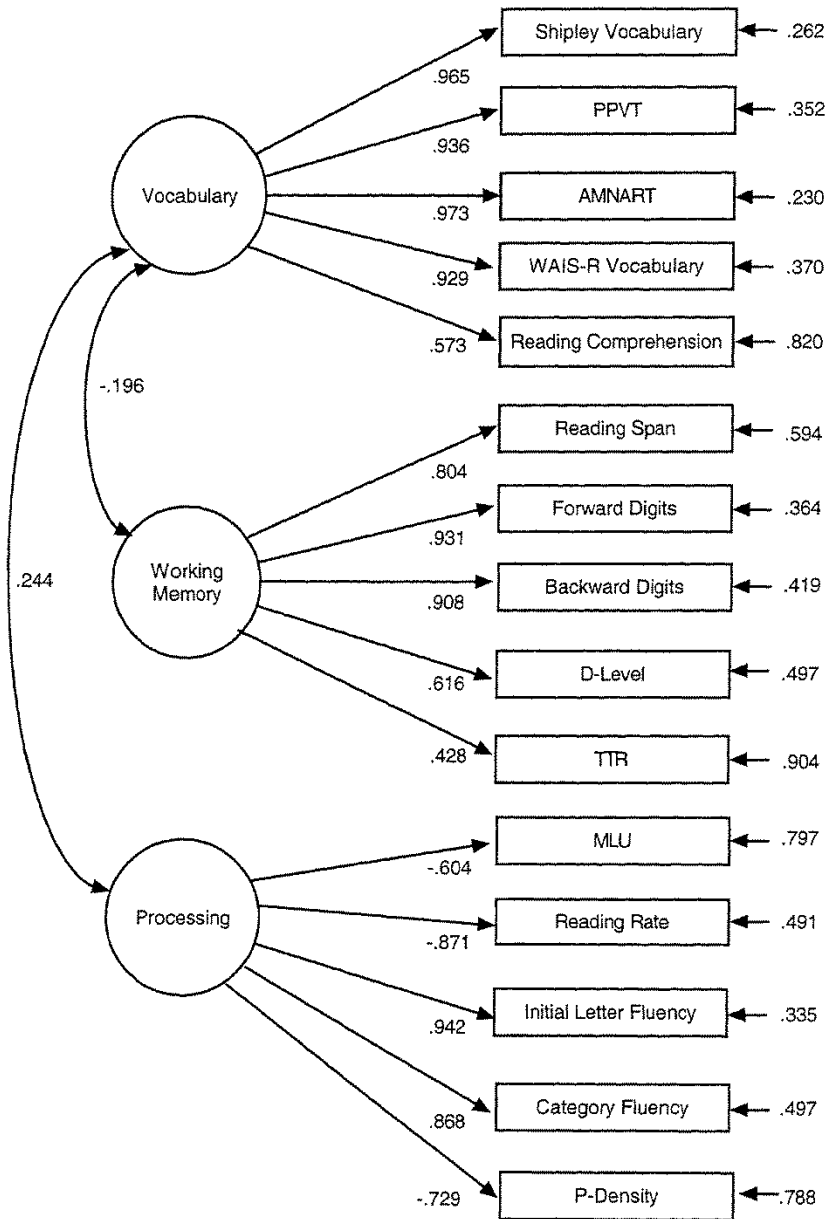 Shipley Vocabulary
.262
.965
PPVT
.352
.936
Vocabulary
AMNART
.230
.973
WAIS-R Vocabulary
.370
.929
Reading Comprehension
.820
.573
-.196
Reading Span
.594
.804
Forward Digits
.364
.931
.244
Working
Memory
Backward Digits
.419
.908
D-Level
.497
.616
TTR
.904
.428
MLU
.797
-.604
Processing
Reading Rate
.491
-.871
Initial Letter Fluency
.335
.942
Category Fluency
.497
.868
P-Density
.788
-.729